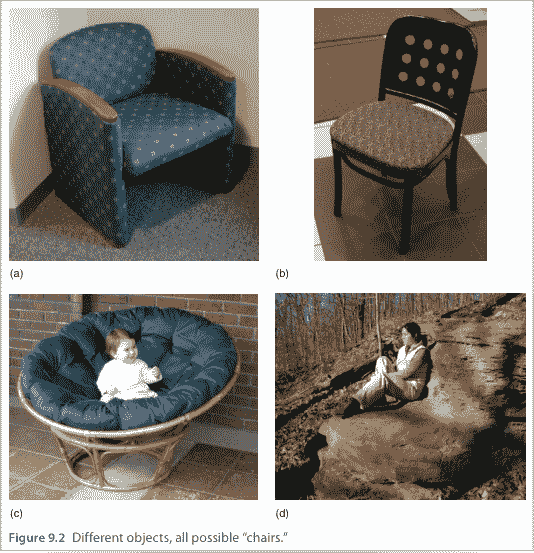 (a)
(b)
(c)
(d)
Figure 9.2 Different objects, all possible “chairs.”